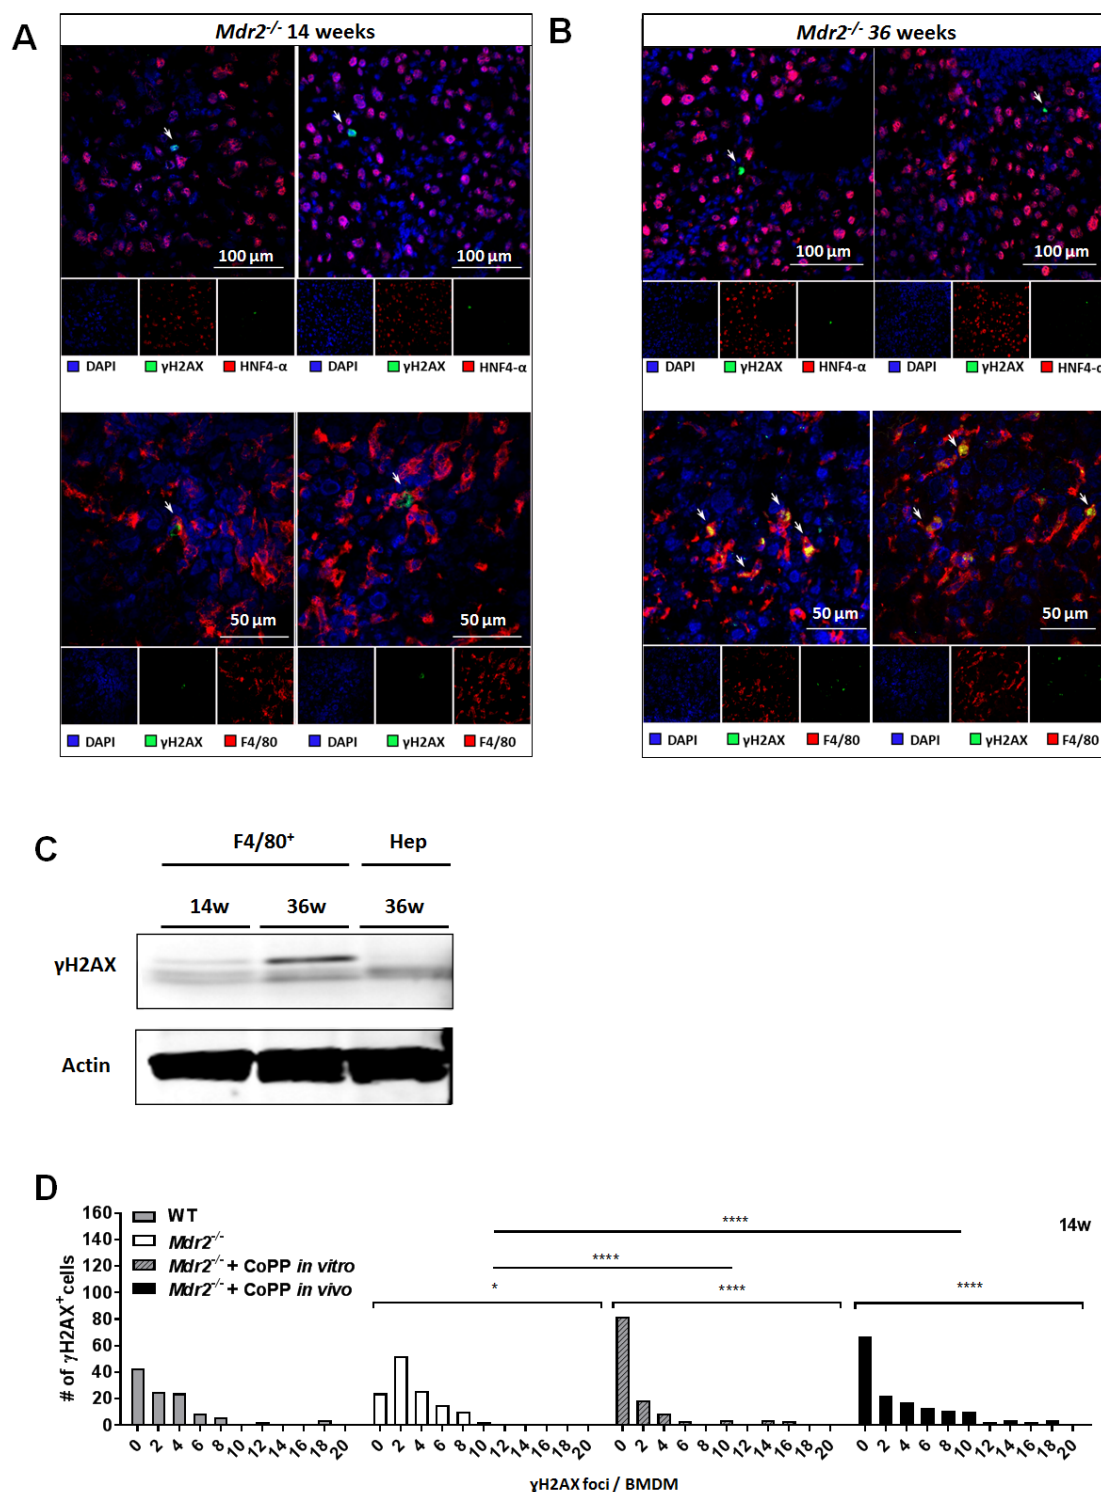 A
Mdr2-/- 14 weeks
100 µm
100 µm
DAPI γH2AX HNF4-α DAPI γH2AX HNF4-α
50 µm
50 µm
DAPI γH2AX F4/80 DAPI γH2AX F4/80
B
Mdr2-/- 36 weeks
100 µm
100 µm
DAPI γH2AX HNF4-α DAPI γH2AX HNF4-α
50 µm
50 µm
DAPI γH2AX F4/80 DAPI γH2AX F4/80
C
F4/80+ Hep
14w 36w 36w
γH2AX
Actin
D
14w
# of γH2AX+ cells
160
140
120
100
80
60
40
20
0
WT
Mdr2-/-
Mdr2-/- + CoPP in vitro
Mdr2-/- + CoPP in vivo
****
****
* **** ****
0 2 4 6 8 10 12 14 16 18 20 0 2 4 6 8 10 12 14 16 18 20 0 2 4 6 8 10 12 14 16 18 20 0 2 4 6 8 10 12 14 16 18 20
γH2AX foci / BMDM